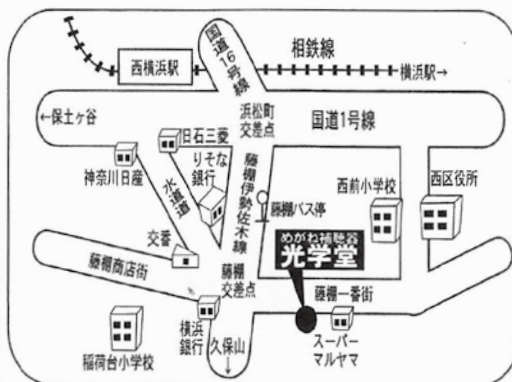 国道16号線
相鉄線
西横浜駅
横浜駅→
←保土ヶ谷
浜松町
交差点
国道1号線
旧石三菱
神奈川日産
りそな
銀行
水道道
藤棚伊勢佐木線
藤棚バス停
西前小学校
西区役所
めがね補聴器
光学堂
交番
藤棚商店街
藤棚
交差点
藤棚一番街
横浜
銀行
久保山
↓
スーパー
マルヤマ
稲荷台小学校